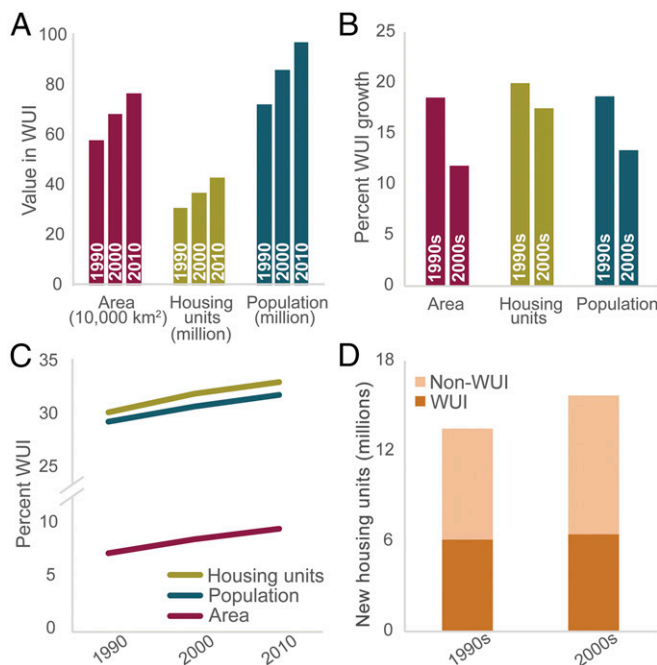 A
Value in WUI
100
80
60
40
20
0
1990
2000
2010
1990
2000
2010
1990
2000
2010
Area
(10,000 km²)
Housing
units
(million)
Population
(million)
B
Percent WUI growth
25
20
15
10
5
0
1990s
2000s
1990s
2000s
1990s
2000s
Area
Housing
units
Population
C
Percent WUI
35
30
25
10
5
0
Housing units
Population
Area
1990
2000
2010
D
New housing units (millions)
18
12
6
0
Non-WUI
WUI
1990s
2000s